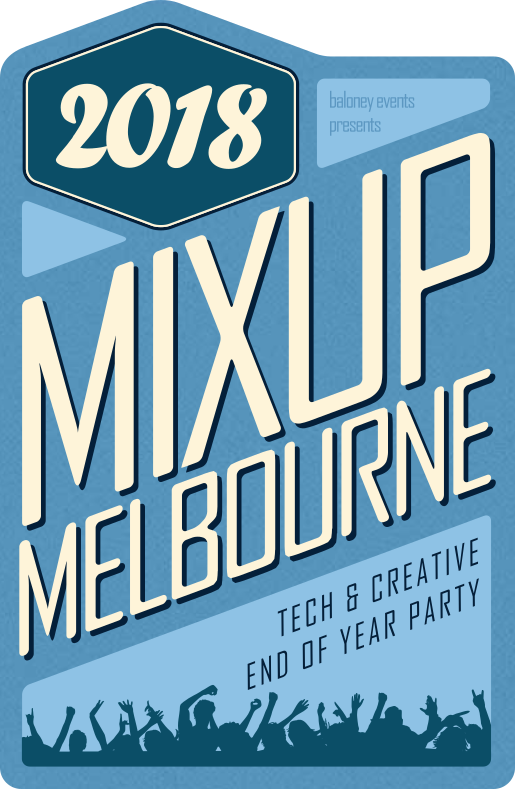 2018
baloney events
presents
MIXUP
MELBOURNE
TECH & CREATIVE
END OF YEAR PARTY